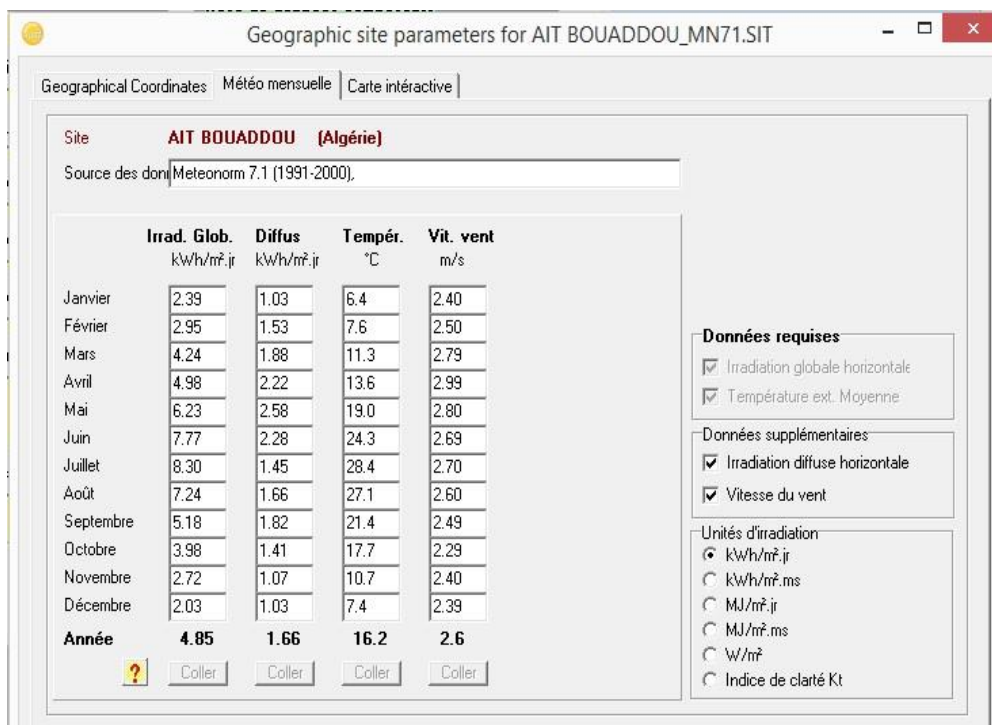 Geographic site parameters for AIT BOUADDOU_MN71.SIT
Geographical Coordinates Météo mensuelle Carte intéractive
Site AIT BOUADDOU (Algérie)
Source des donn Meteonorm 7.1 (1991-2000),
Irrad. Glob. Diffus Tempér. Vit. vent
kWh/m².jr kWh/m².jr °C m/s
Janvier 2.39 1.03 6.4 2.40
Février 2.95 1.53 7.6 2.50
Mars 4.24 1.88 11.3 2.79
Avril 4.98 2.22 13.6 2.99
Mai 6.23 2.58 19.0 2.80
Juin 7.77 2.28 24.3 2.69
Juillet 8.30 1.45 28.4 2.70
Août 7.24 1.66 27.1 2.60
Septembre 5.18 1.82 21.4 2.49
Octobre 3.98 1.41 17.7 2.29
Novembre 2.72 1.07 10.7 2.40
Décembre 2.03 1.03 7.4 2.39
Année 4.85 1.66 16.2 2.6
? Coller Coller Coller Coller
Données requises
Irradiation globale horizontale
Température ext. Moyenne
Données supplémentaires
Irradiation diffuse horizontale
Vitesse du vent
Unités d'irradiation
kWh/m².jr
kWh/m².ms
MJ/m².jr
MJ/m².ms
W/m²
Indice de clarté Kt